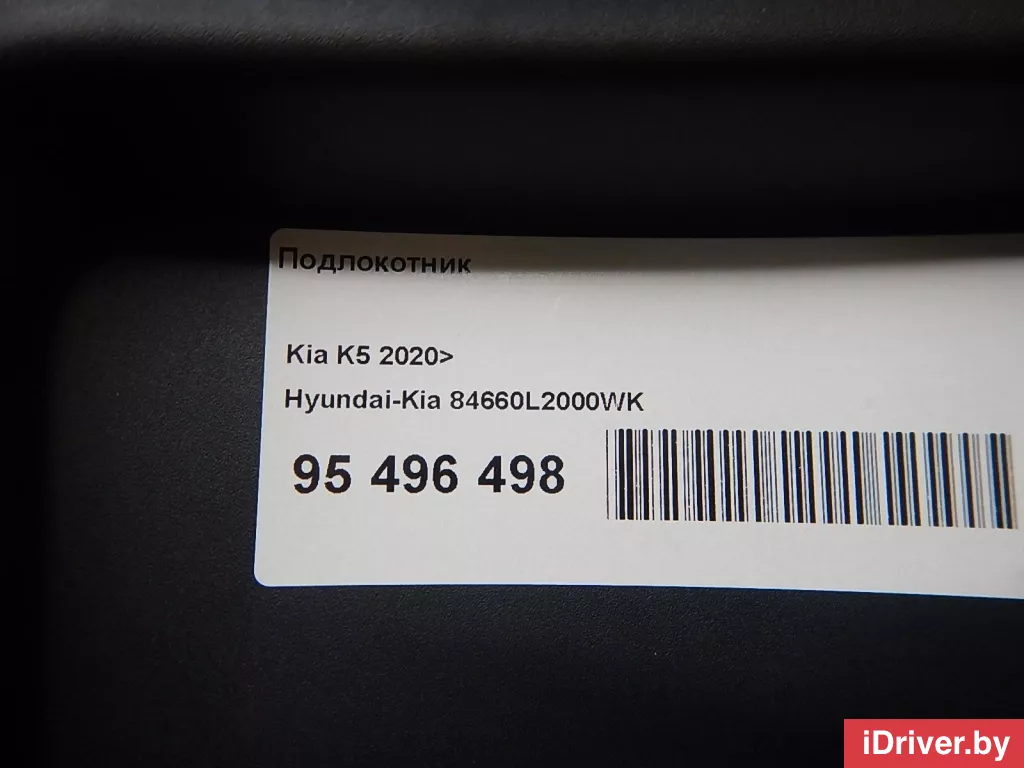 Подлокотник
Kia K5 2020>
Hyundai-Kia 84660L2000WK
95 496 498
iDriver.by